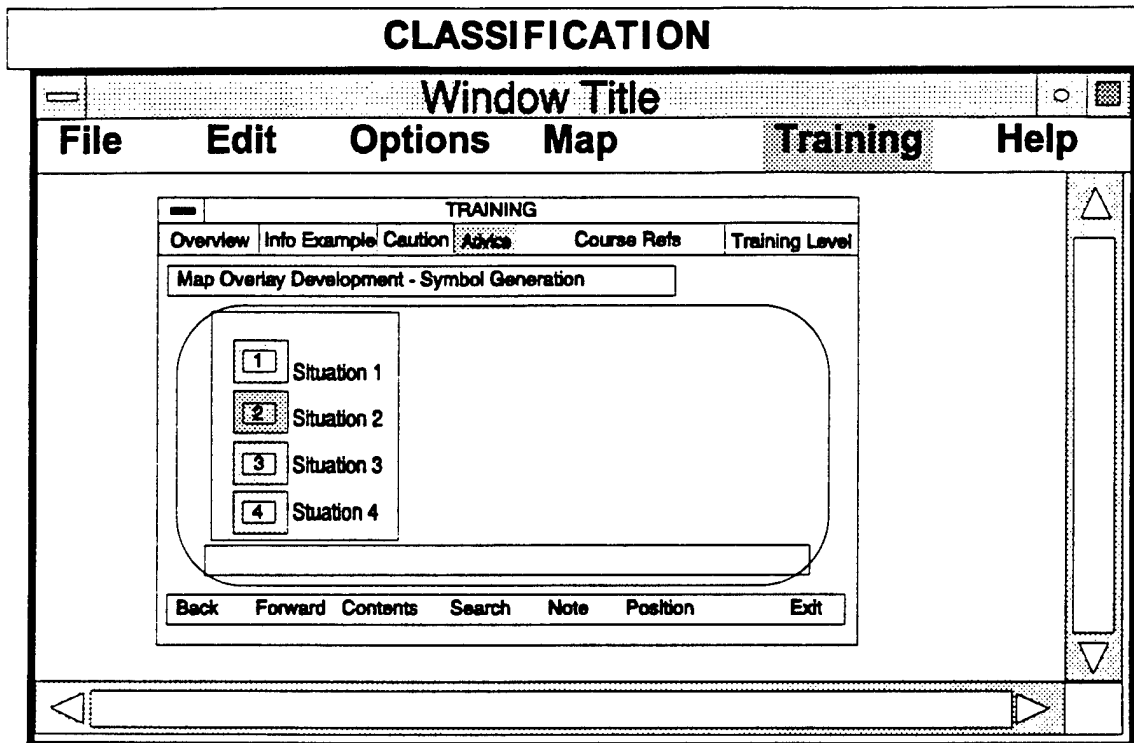 CLASSIFICATION
Window Title
File Edit Options Map Training Help
TRAINING
Overview Info Example Caution Advice Course Refs Training Level
Map Overlay Development - Symbol Generation
1 Situation 1
2 Situation 2
3 Situation 3
4 Stuation 4
Back Forward Contents Search Note Position Exit